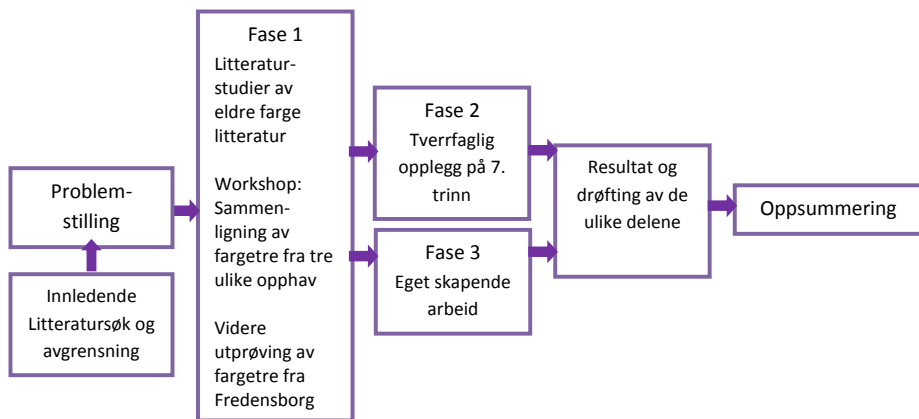 Problem-
stilling
Innledende
Litteratursøk og
avgrensning
Fase 1
Litteratur-
studier av
eldre farge
litteratur
Workshop:
Sammen-
ligning av
fargetre fra tre
ulike opphav
Videre
utprøving av
fargetre fra
Fredensborg
Fase 2
Tverrfaglig
opplegg på 7.
trinn
Fase 3
Eget skapende
arbeid
Resultat og
drøfting av de
ulike delene
Oppsummering